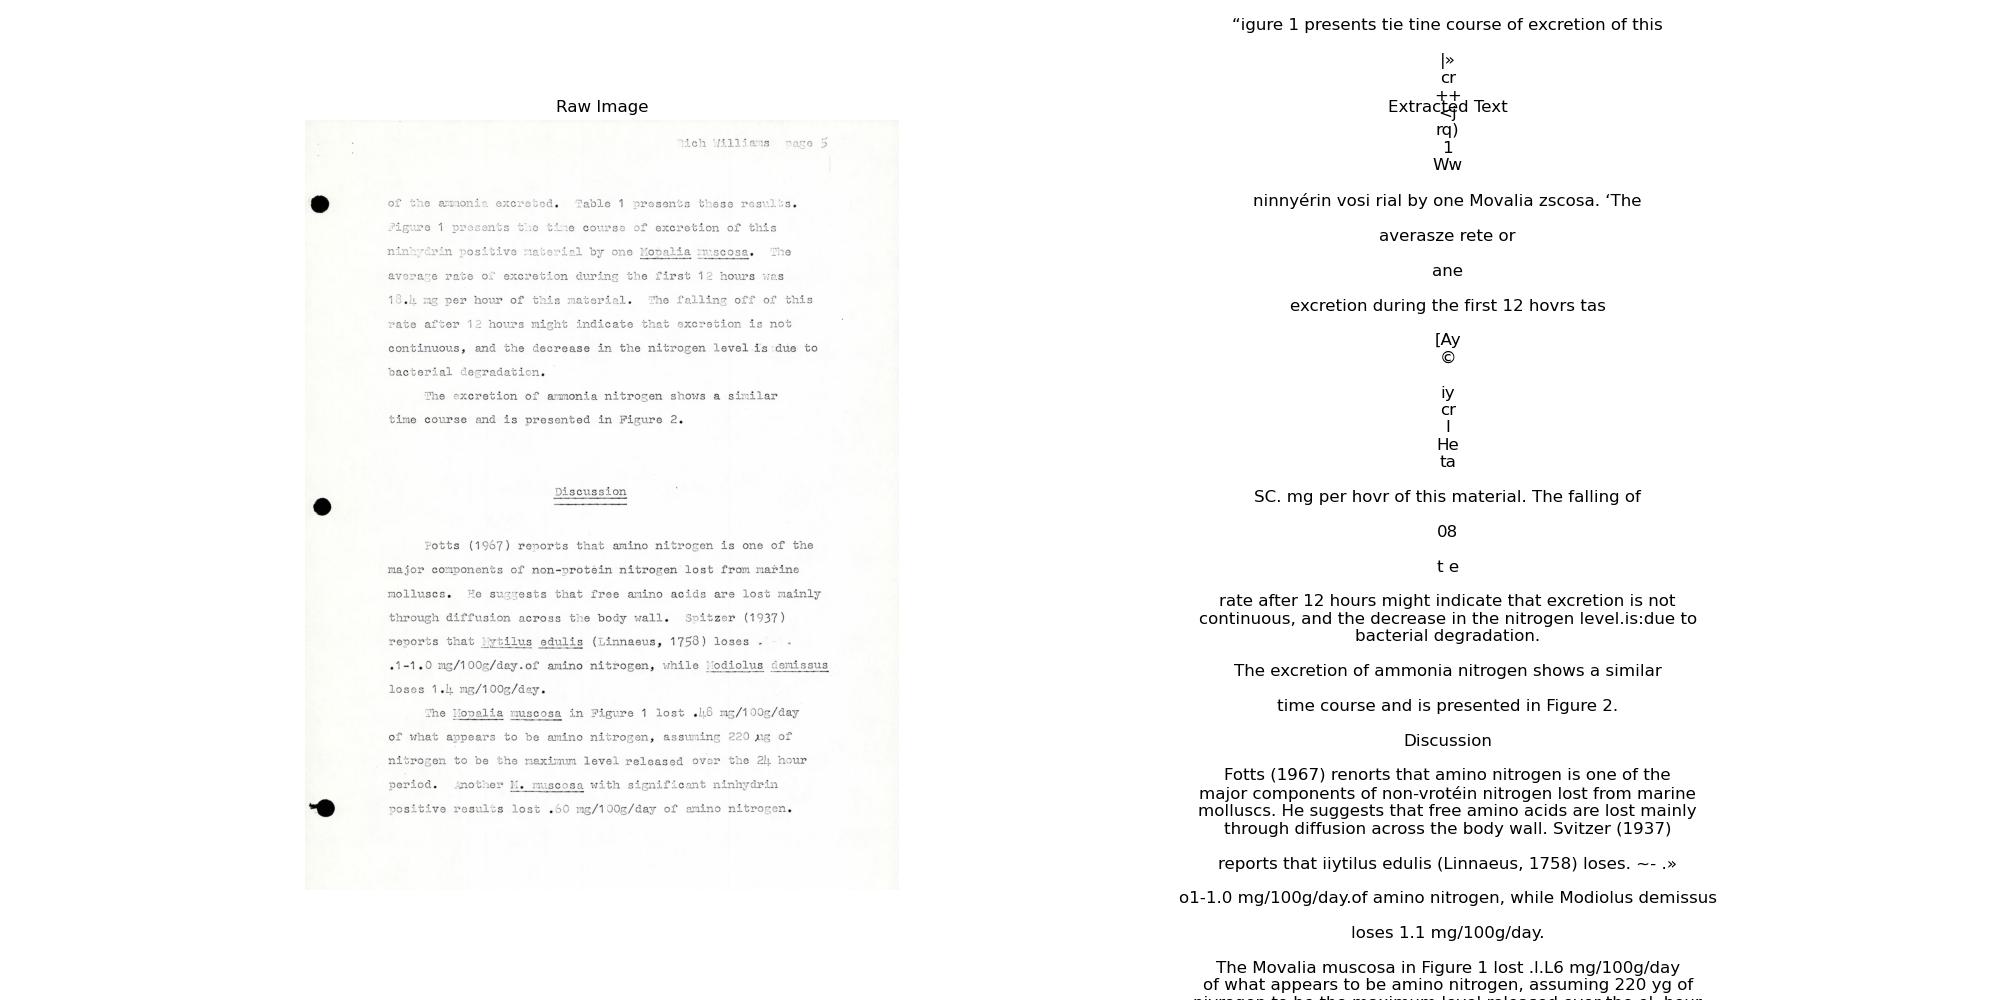 Raw Image
Rich Williams page 5
of the ammonia excreted. Table 1 presents these results.
Figure 1 presents the time course of excretion of this
ninhydrin positive material by one Mopalia muscosa. The
average rate of excretion during the first 12 hours was
18.4 mg per hour of this material. The falling off of this
rate after 12 hours might indicate that excretion is not
continuous, and the decrease in the nitrogen level is due to
bacterial degradation.
The excretion of ammonia nitrogen shows a similar
time course and is presented in Figure 2.
Discussion
Potts (1967) reports that amino nitrogen is one of the
major components of non-protein nitrogen lost from marine
molluscs. He suggests that free amino acids are lost mainly
through diffusion across the body wall. Spitzer (1937)
reports that Mytilus edulis (Linnaeus, 1758) loses
.1-1.0 mg/100g/day.of amino nitrogen, while Modiolus demissus
loses 1.4 mg/100g/day.
The Mopalia muscosa in Figure 1 lost .48 mg/100g/day
of what appears to be amino nitrogen, assuming 220 µg of
nitrogen to be the maximum level released over the 24 hour
period. Another M. muscosa with significant ninhydrin
positive results lost .60 mg/100g/day of amino nitrogen.
“igure 1 presents tie tine course of excretion of this
|»
cr
++
Extracted Text
<j
rq)
1
Ww
ninnyérin vosi rial by one Movalia zscosa. ‘The
averasze rete or
ane
excretion during the first 12 hovrs tas
[Ay
©
iy
cr
I
He
ta
SC. mg per hovr of this material. The falling of
08
t e
rate after 12 hours might indicate that excretion is not
continuous, and the decrease in the nitrogen level.is:due to
bacterial degradation.
The excretion of ammonia nitrogen shows a similar
time course and is presented in Figure 2.
Discussion
Fotts (1967) renorts that amino nitrogen is one of the
major components of non-vrotéin nitrogen lost from marine
molluscs. He suggests that free amino acids are lost mainly
through diffusion across the body wall. Svitzer (1937)
reports that iiytilus edulis (Linnaeus, 1758) loses. ~- .»
o1-1.0 mg/100g/day.of amino nitrogen, while Modiolus demissus
loses 1.1 mg/100g/day.
The Movalia muscosa in Figure 1 lost .l.L6 mg/100g/day
of what appears to be amino nitrogen, assuming 220 yg of